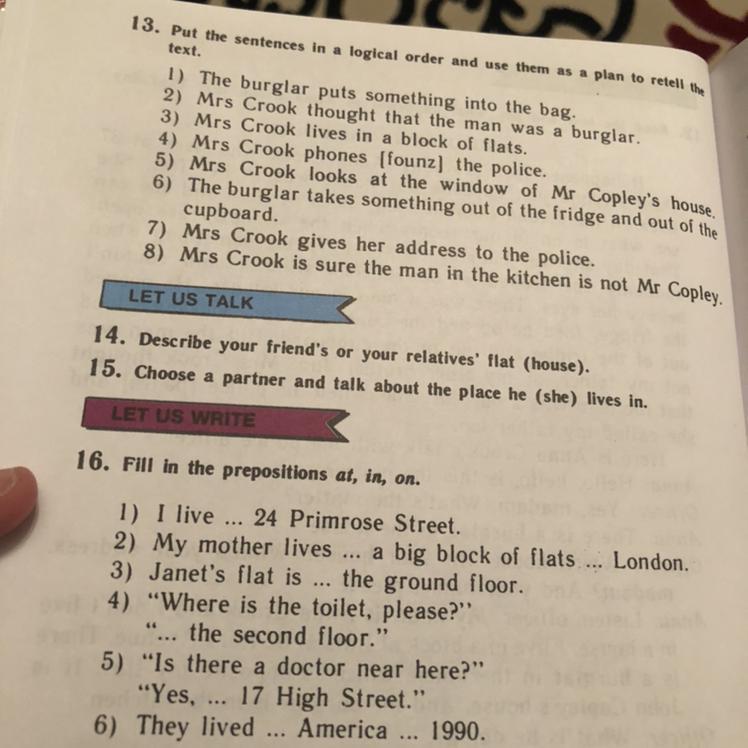 13. Put the sentences in a logical order and use them as a plan to retell the
text.
1) The burglar puts something into the bag.
2) Mrs Crook thought that the man was a burglar.
3) Mrs Crook lives in a block of flats.
4) Mrs Crook phones [founz] the police.
5) Mrs Crook looks at the window of Mr Copley's house.
6) The burglar takes something out of the fridge and out of the
cupboard.
7) Mrs Crook gives her address to the police.
8) Mrs Crook is sure the man in the kitchen is not Mr Copley.
LET US TALK
14. Describe your friend's or your relatives' flat (house).
15. Choose a partner and talk about the place he (she) lives in.
LET US WRITE
16. Fill in the prepositions at, in, on.
1) I live ... 24 Primrose Street.
2) My mother lives ... a big block of flats ... London.
3) Janet's flat is ... the ground floor.
4) “Where is the toilet, please?”
“... the second floor.”
5) “Is there a doctor near here?”
“Yes, ... 17 High Street.”
6) They lived ... America ... 1990.